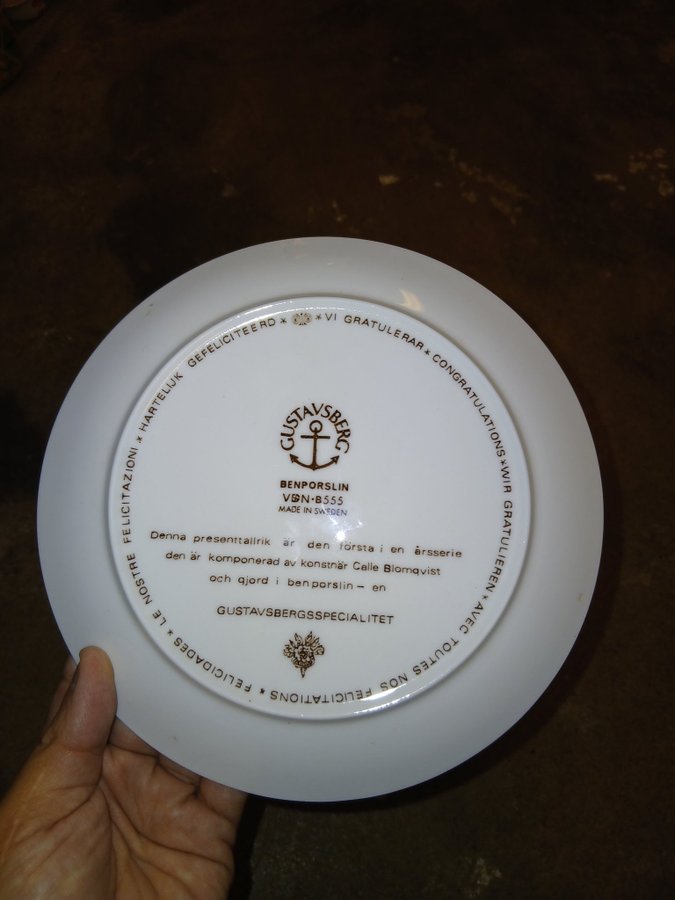 * VI GRATULERAR * CONGRATULATIONS * WIR GRATULIEREN * AVEC TOUTES NOS FELICITATIONS * FELICIDADES * LE NOSTRE FELICITAZIONI * HARTELIJK GEFELICITEERD
GUSTAVSBERG
BENPORSLIN
VDN-B555
MADE IN SWEDEN
Denna presenttallrik är den första i en årsserie
den är komponerad av konstnär Calle Blomqvist
och gjord i benporslin – en
GUSTAVSBERGSSPECIALITET